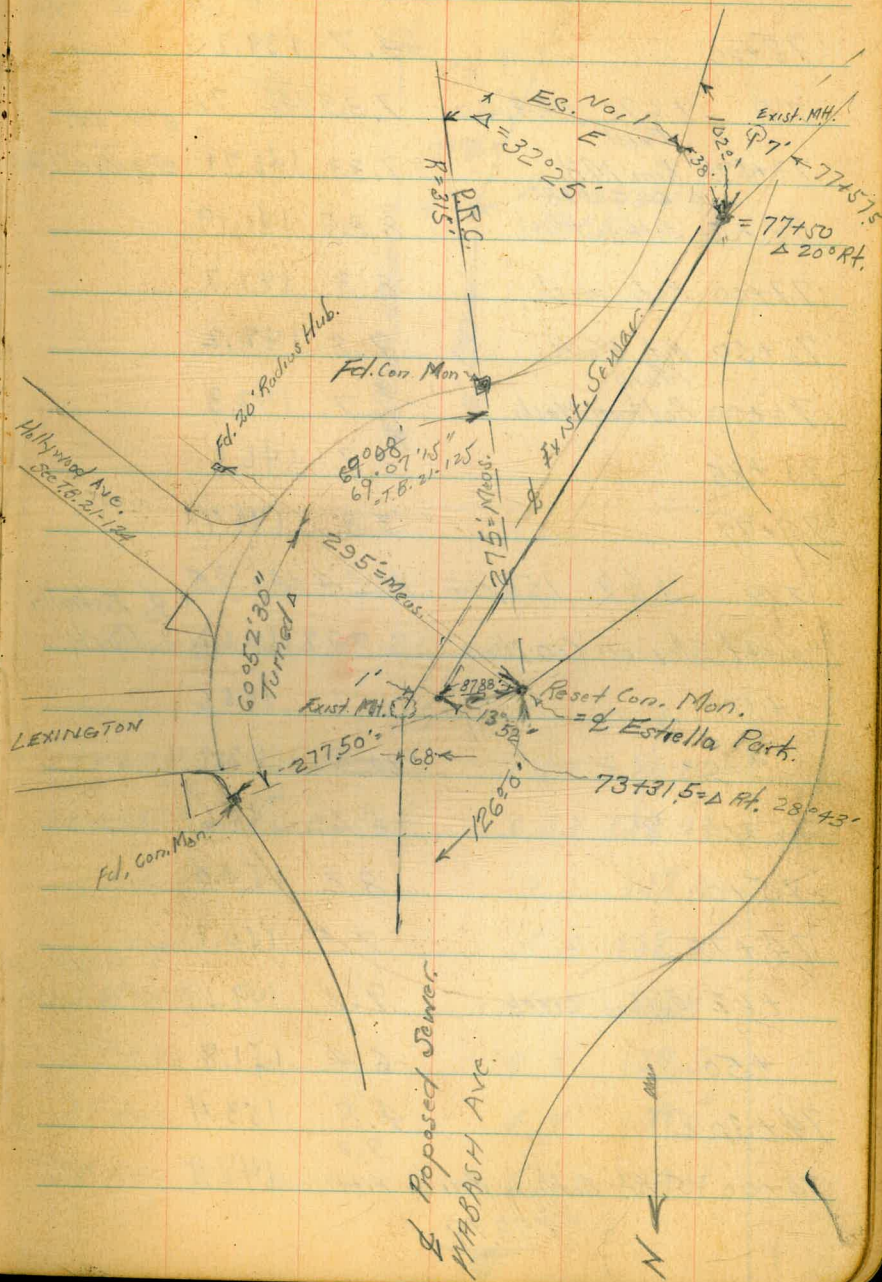 Ec. No. 1
E
Δ = 32°25'
R=315'
P.R.C.
102°01'
38'
Exist. MH.
7'
77+57.5
= 77+50
Δ 20° Rt.
Fd. 20' Radius Hub.
Fd. Con. Mon
℄ Exist. Sewer.
69°08'
69°07'15"
=T.B. 21-125
275'=Meas.
Hollywood Ave.
See T.B. 21-124
295'=Meas.
60°52'30"
Turned Δ
1'
Exist. MH.
87.88'
13°52'
Reset Con. Mon.
=℄ Estrella Park.
LEXINGTON
277.50'=
68
126°0'
73+31.5=Δ Rt. 28°43'
Fd. Con. Mon.
℄ Proposed Sewer.
WABASH Ave.
N